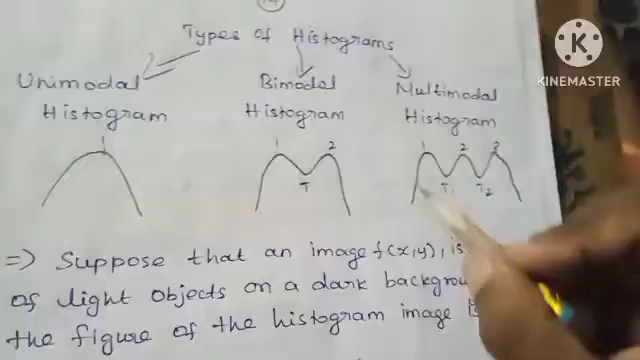 Types of Histograms
Unimodal Histogram
Bimodal Histogram
Multimodal Histogram
1
1 2
T
1 2 3
T1 T2
=> Suppose that an image f(x,y), is
of light objects on a dark backgrou
the figure of the histogram image
K
KINEMASTER